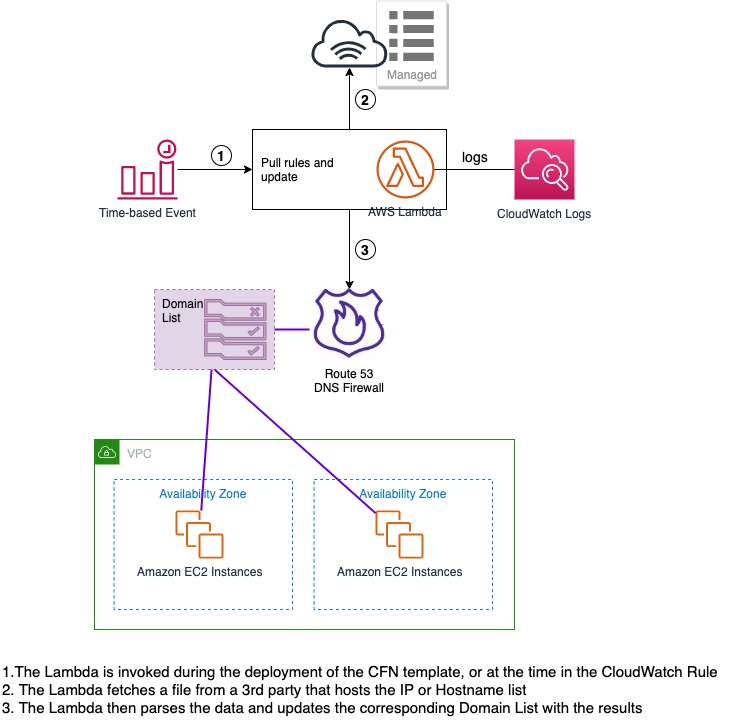 Managed
2
1
Pull rules and
update
logs
Time-based Event
AWS Lambda
CloudWatch Logs
3
Domain
List
Route 53
DNS Firewall
VPC
Availability Zone
Availability Zone
Amazon EC2 Instances
Amazon EC2 Instances
1.The Lambda is invoked during the deployment of the CFN template, or at the time in the CloudWatch Rule
2. The Lambda fetches a file from a 3rd party that hosts the IP or Hostname list
3. The Lambda then parses the data and updates the corresponding Domain List with the results